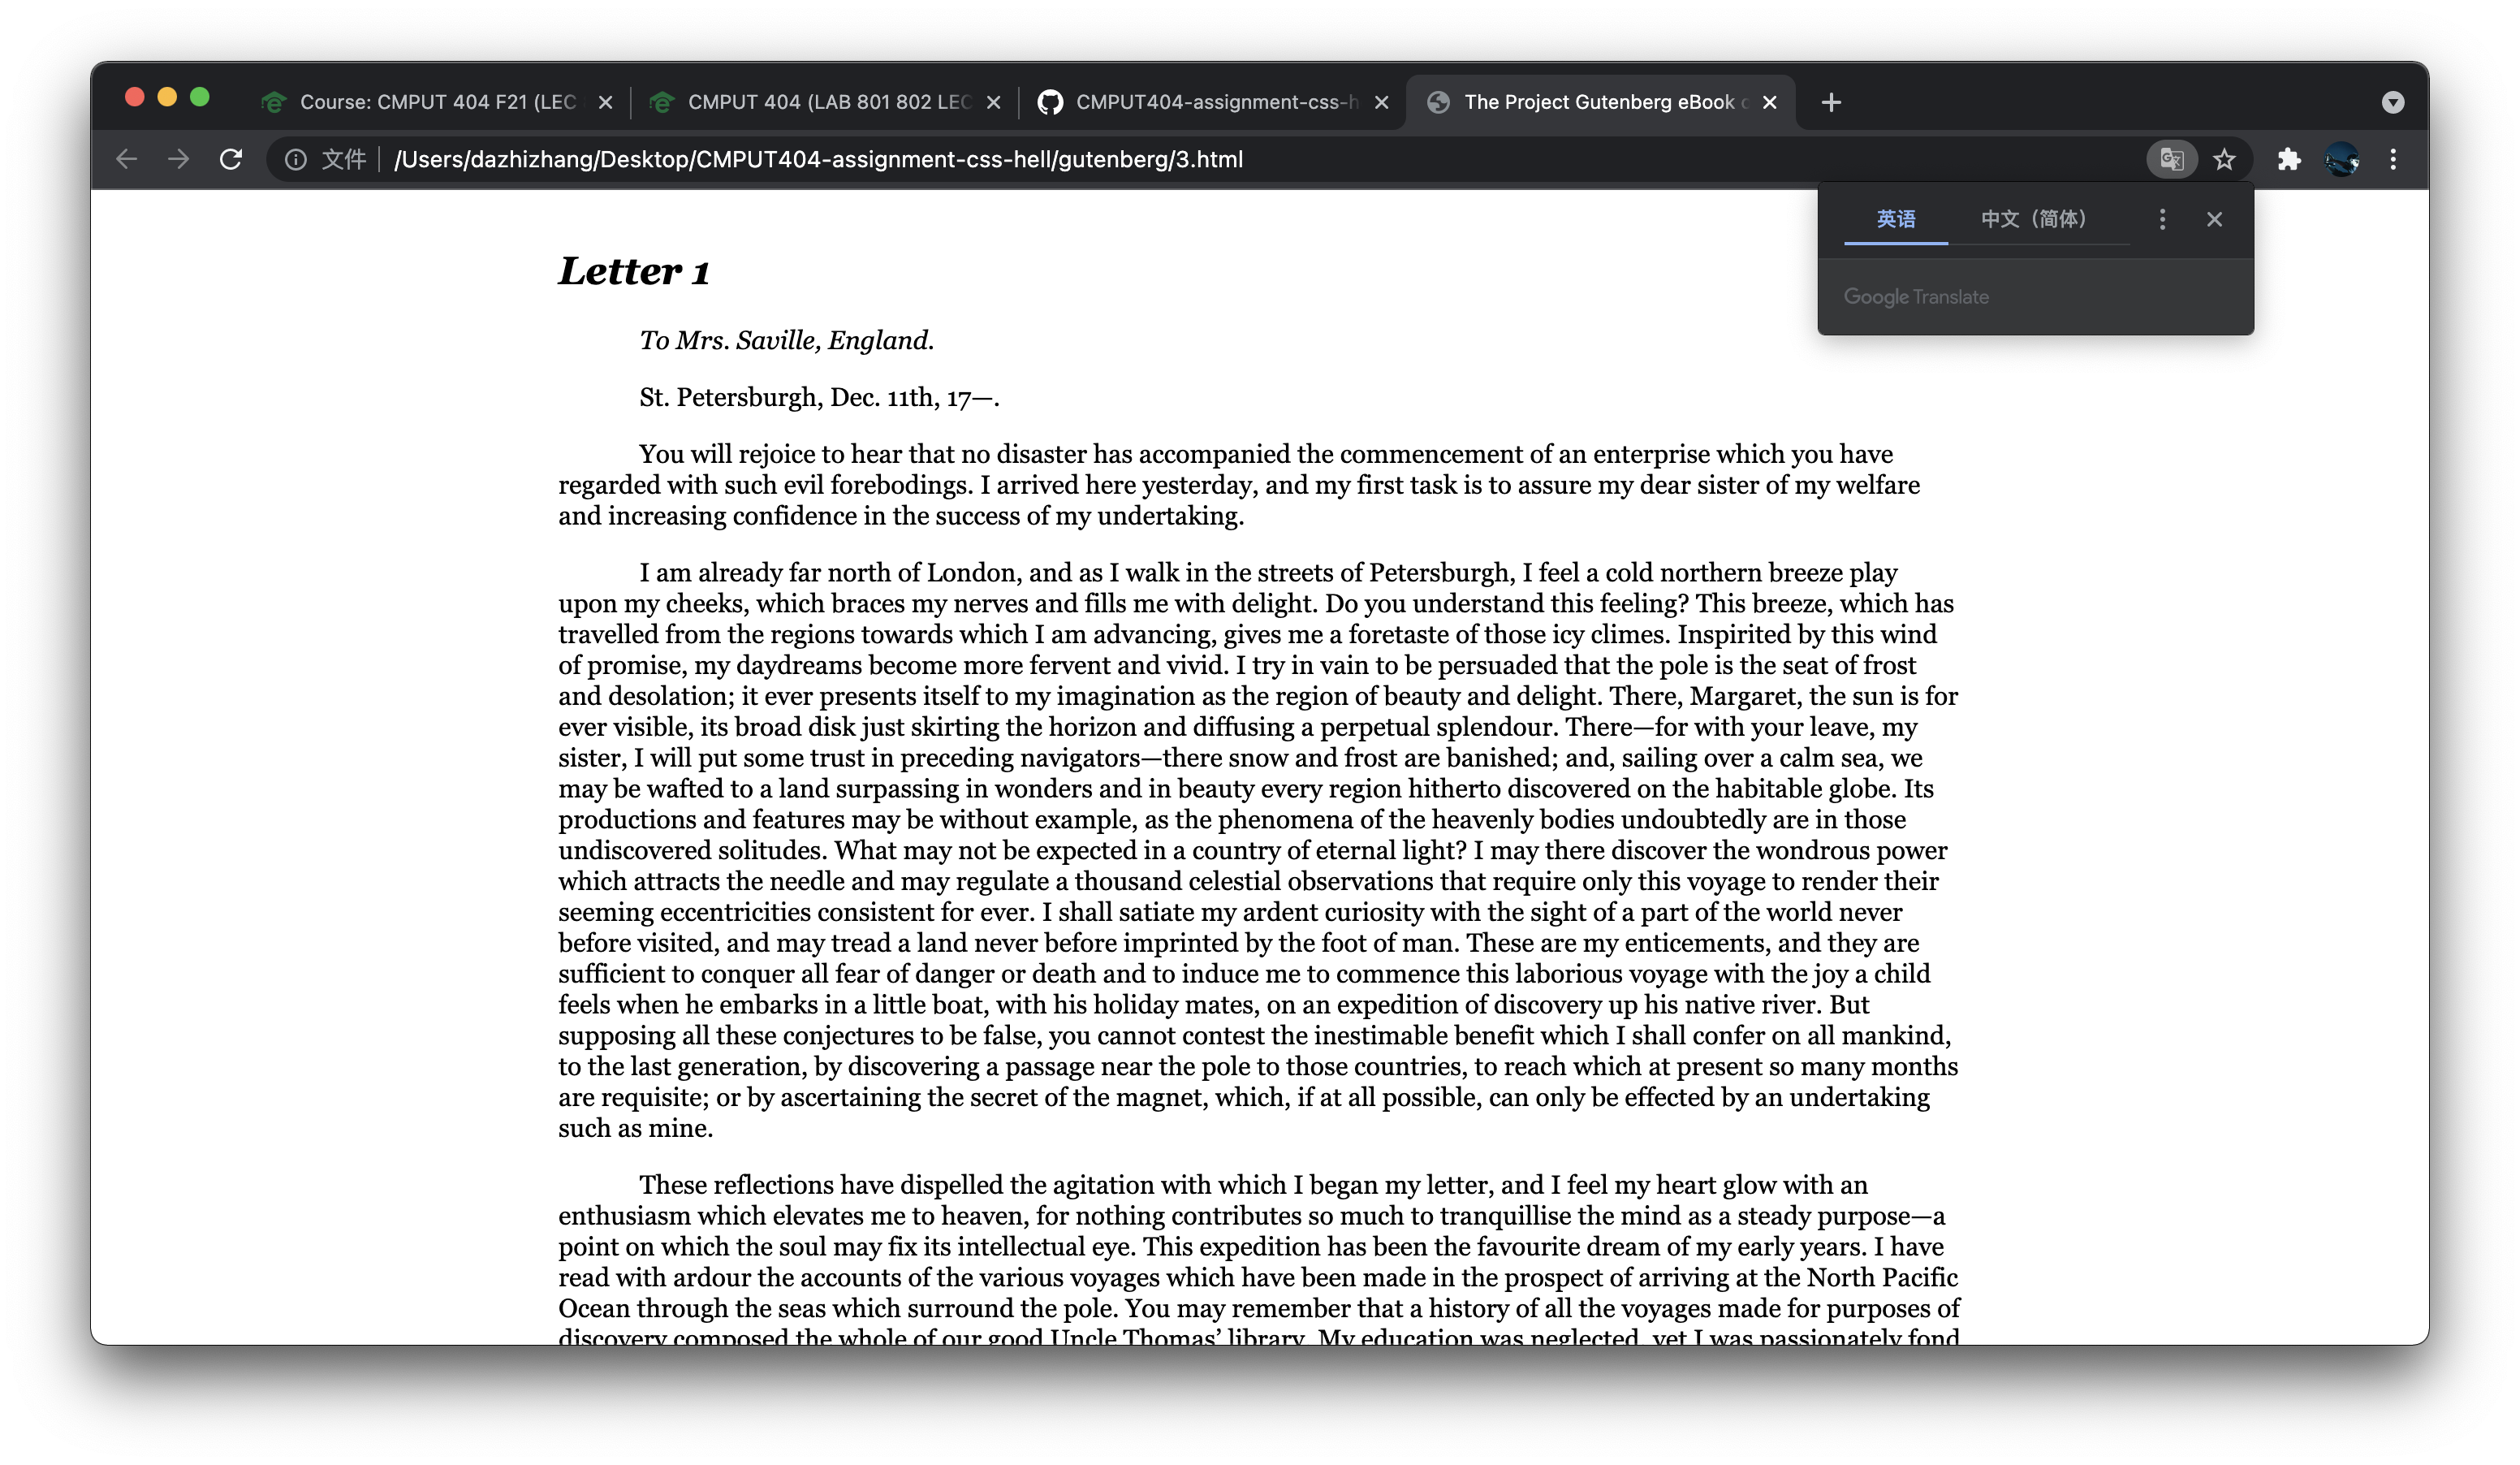 Course: CMPUT 404 F21 (LEC
CMPUT 404 (LAB 801 802 LEC
CMPUT404-assignment-css-h
The Project Gutenberg eBook
文件
/Users/dazhizhang/Desktop/CMPUT404-assignment-css-hell/gutenberg/3.html
英语
中文（简体）
Google Translate
Letter 1
To Mrs. Saville, England.
St. Petersburgh, Dec. 11th, 17—.
You will rejoice to hear that no disaster has accompanied the commencement of an enterprise which you have
regarded with such evil forebodings. I arrived here yesterday, and my first task is to assure my dear sister of my welfare
and increasing confidence in the success of my undertaking.
I am already far north of London, and as I walk in the streets of Petersburgh, I feel a cold northern breeze play
upon my cheeks, which braces my nerves and fills me with delight. Do you understand this feeling? This breeze, which has
travelled from the regions towards which I am advancing, gives me a foretaste of those icy climes. Inspirited by this wind
of promise, my daydreams become more fervent and vivid. I try in vain to be persuaded that the pole is the seat of frost
and desolation; it ever presents itself to my imagination as the region of beauty and delight. There, Margaret, the sun is for
ever visible, its broad disk just skirting the horizon and diffusing a perpetual splendour. There—for with your leave, my
sister, I will put some trust in preceding navigators—there snow and frost are banished; and, sailing over a calm sea, we
may be wafted to a land surpassing in wonders and in beauty every region hitherto discovered on the habitable globe. Its
productions and features may be without example, as the phenomena of the heavenly bodies undoubtedly are in those
undiscovered solitudes. What may not be expected in a country of eternal light? I may there discover the wondrous power
which attracts the needle and may regulate a thousand celestial observations that require only this voyage to render their
seeming eccentricities consistent for ever. I shall satiate my ardent curiosity with the sight of a part of the world never
before visited, and may tread a land never before imprinted by the foot of man. These are my enticements, and they are
sufficient to conquer all fear of danger or death and to induce me to commence this laborious voyage with the joy a child
feels when he embarks in a little boat, with his holiday mates, on an expedition of discovery up his native river. But
supposing all these conjectures to be false, you cannot contest the inestimable benefit which I shall confer on all mankind,
to the last generation, by discovering a passage near the pole to those countries, to reach which at present so many months
are requisite; or by ascertaining the secret of the magnet, which, if at all possible, can only be effected by an undertaking
such as mine.
These reflections have dispelled the agitation with which I began my letter, and I feel my heart glow with an
enthusiasm which elevates me to heaven, for nothing contributes so much to tranquillise the mind as a steady purpose—a
point on which the soul may fix its intellectual eye. This expedition has been the favourite dream of my early years. I have
read with ardour the accounts of the various voyages which have been made in the prospect of arriving at the North Pacific
Ocean through the seas which surround the pole. You may remember that a history of all the voyages made for purposes of
discovery composed the whole of our good Uncle Thomas’ library. My education was neglected, yet I was passionately fond